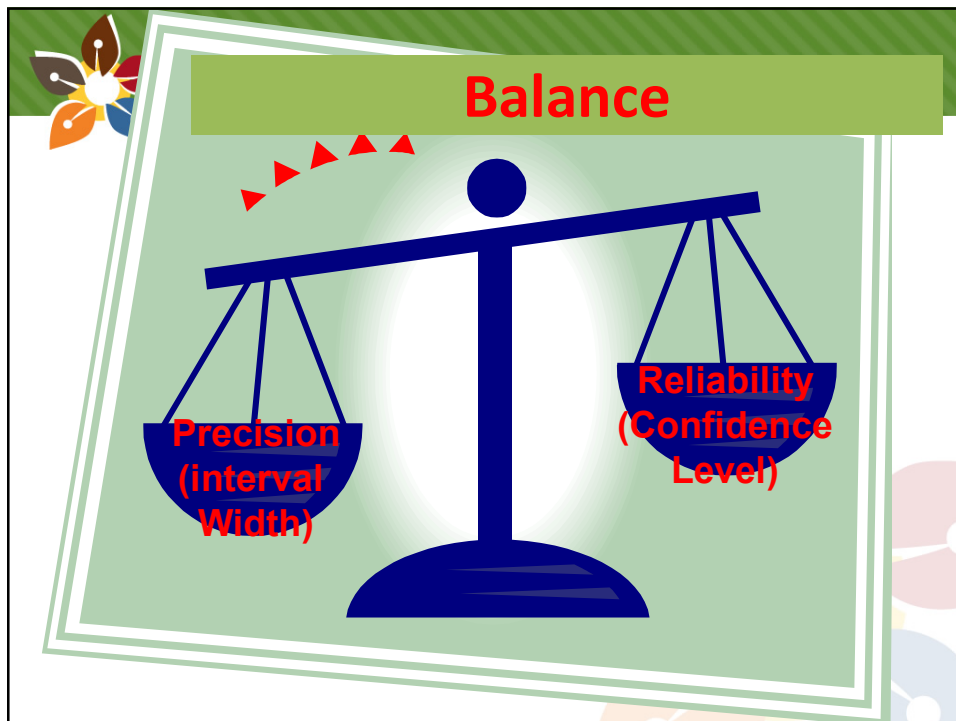 Balance
Precision
(interval
Width)
Reliability
(Confidence
Level)